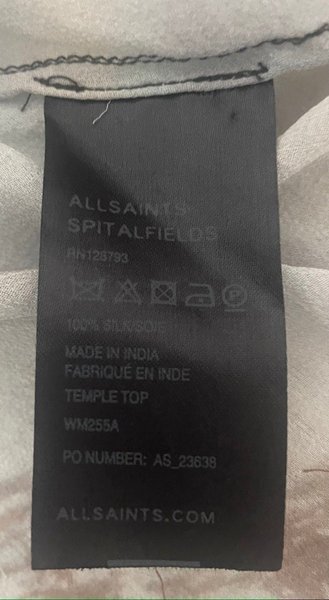 ALLSAINTS
SPITALFIELDS
RN128793
100% SILK/SOIE
MADE IN INDIA
FABRIQUÉ EN INDE
TEMPLE TOP
WM255A
PO NUMBER: AS_23638
ALLSAINTS.COM